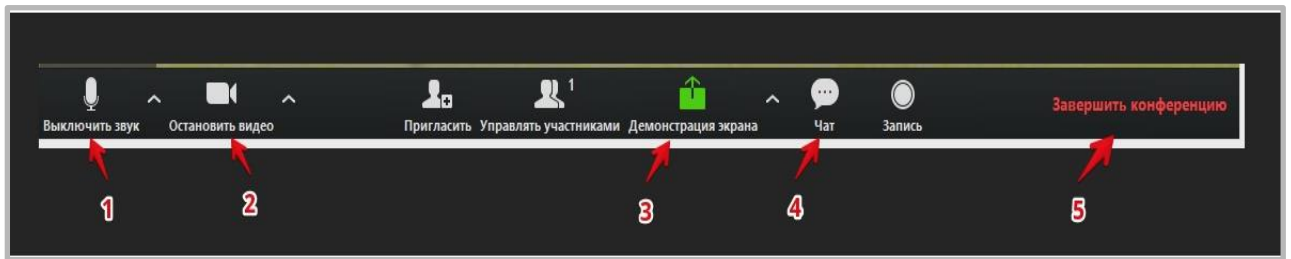 1
Выключить звук Остановить видео Пригласить Управлять участниками Демонстрация экрана Чат Запись Завершить конференцию
1 2 3 4 5